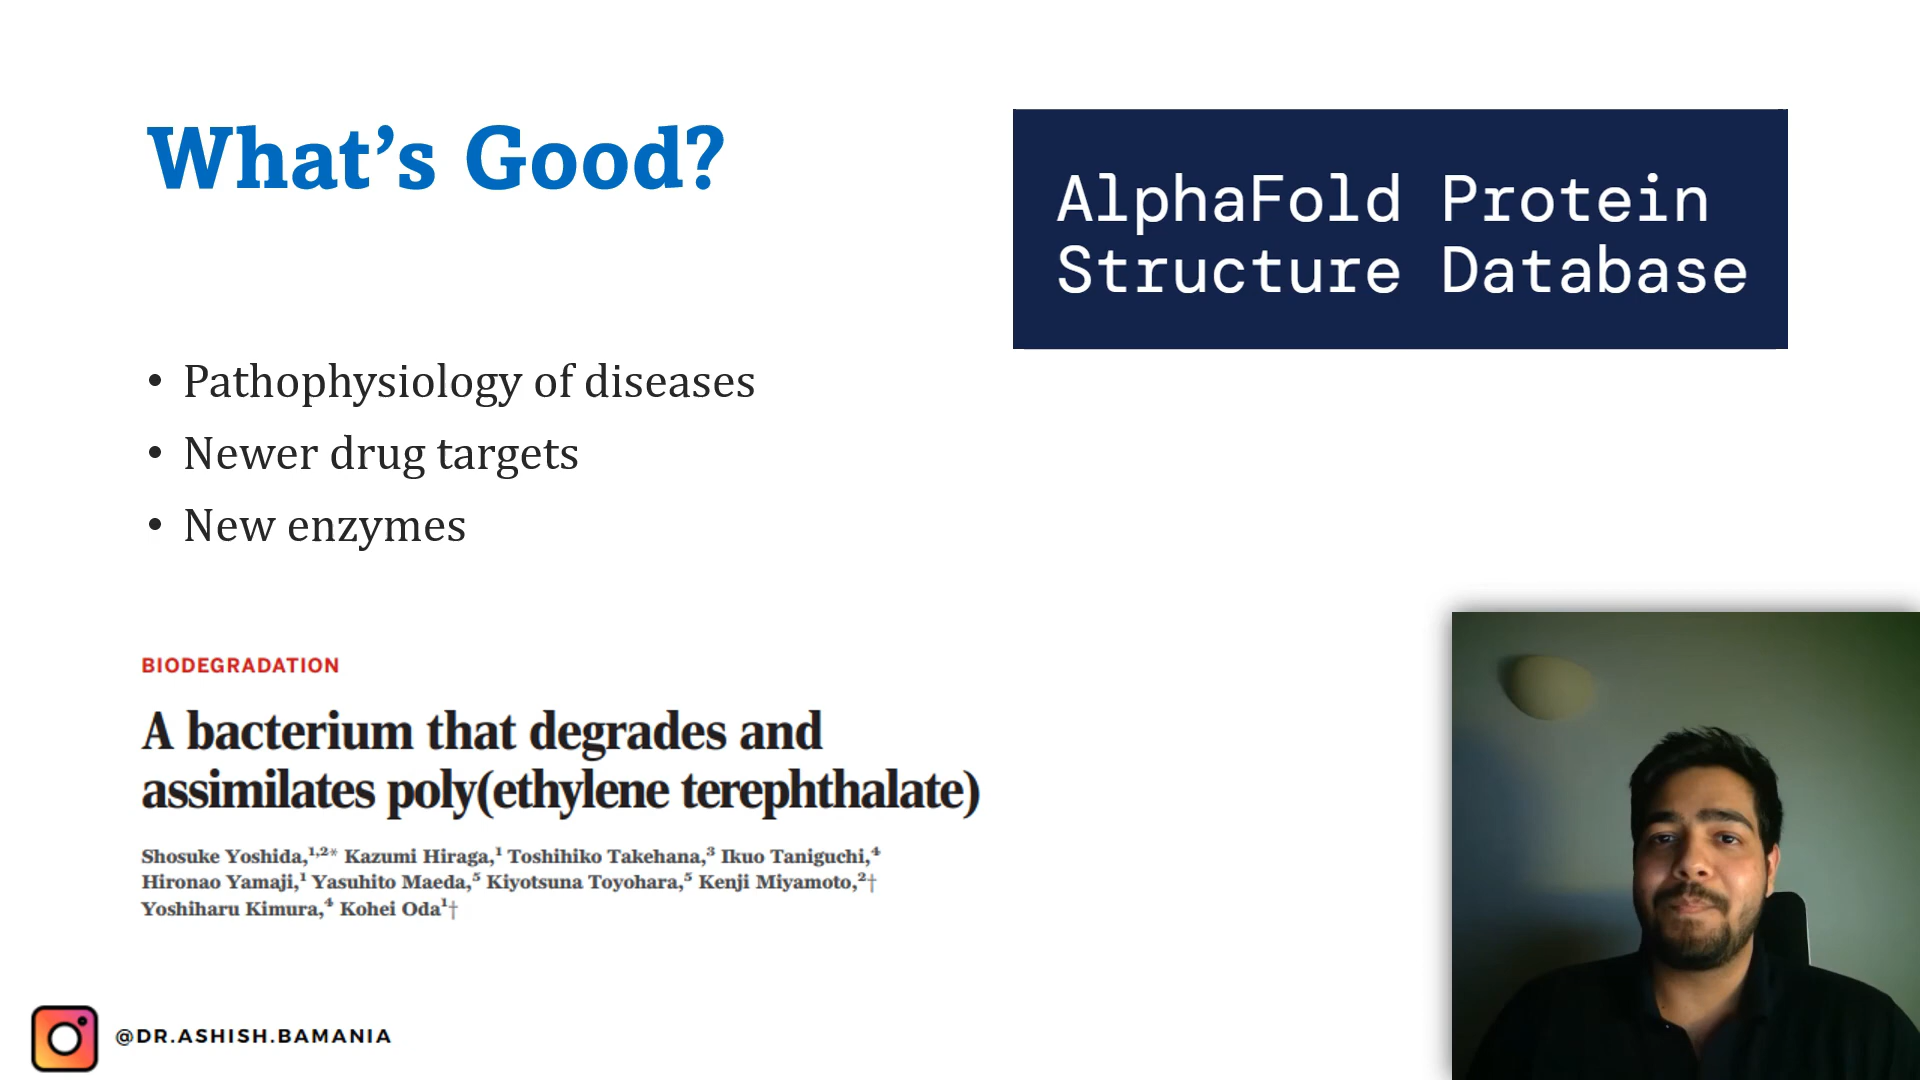 What's Good?
AlphaFold Protein
Structure Database
• Pathophysiology of diseases
• Newer drug targets
• New enzymes
BIODEGRADATION
A bacterium that degrades and
assimilates poly(ethylene terephthalate)
Shosuke Yoshida,¹,²* Kazumi Hiraga,¹ Toshihiko Takehana,³ Ikuo Taniguchi,⁴
Hironao Yamaji,¹ Yasuhito Maeda,⁵ Kiyotsuna Toyohara,⁵ Kenji Miyamoto,²†
Yoshiharu Kimura,⁴ Kohei Oda¹†
@DR.ASHISH.BAMANIA